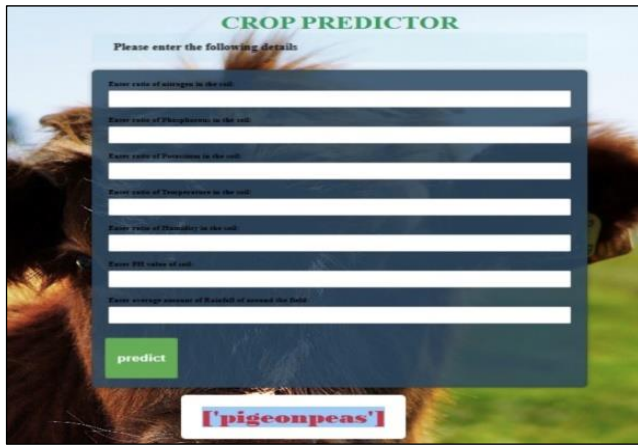 CROP PREDICTOR
Please enter the following details
Enter ratio of nitrogen in the soil:
Enter ratio of Phosphorus in the soil:
Enter ratio of Potassium in the soil:
Enter ratio of Temperature in the soil:
Enter ratio of Humidity in the soil:
Enter PH value of soil:
Enter average amount of Rainfall of around the field:
predict
['pigeonpeas']